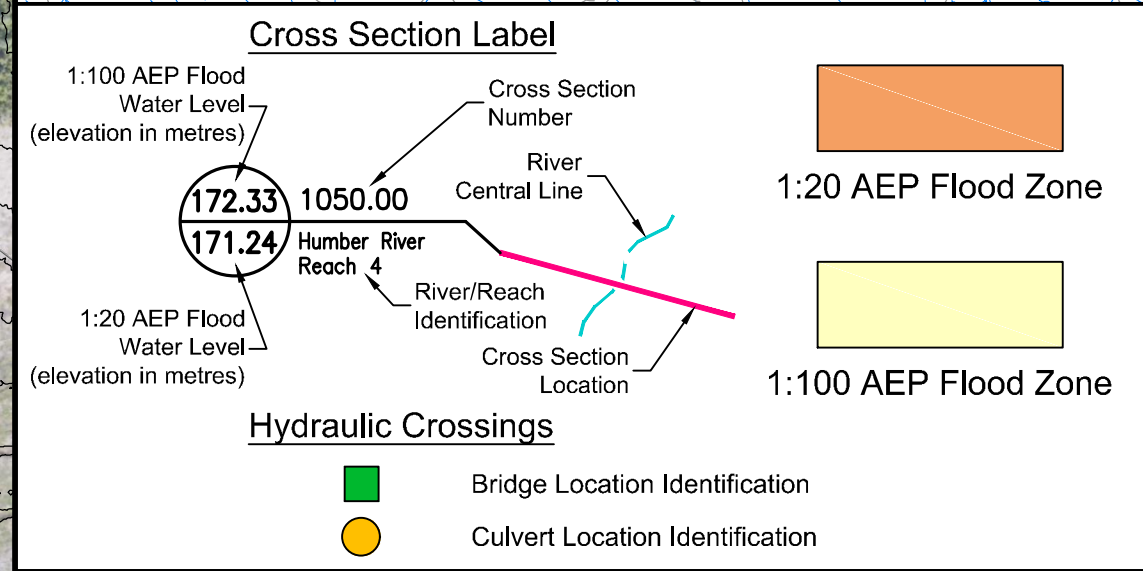 Cross Section Label
1:100 AEP Flood
Water Level
(elevation in metres)
Cross Section
Number
River
Central Line
172.33
1050.00
171.24
Humber River
Reach 4
River/Reach
Identification
1:20 AEP Flood
Water Level
(elevation in metres)
Cross Section
Location
1:20 AEP Flood Zone
1:100 AEP Flood Zone
Hydraulic Crossings
Bridge Location Identification
Culvert Location Identification